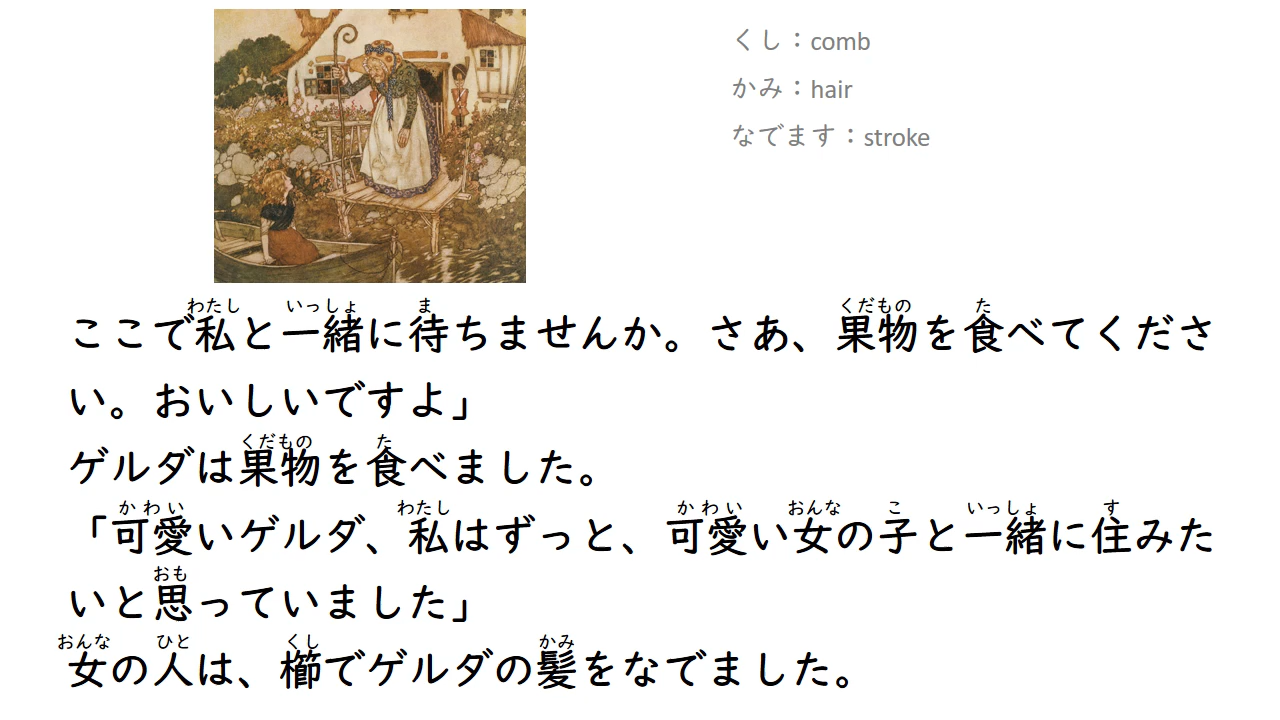 くし：comb
かみ：hair
なでます：stroke
ここで私と一緒に待ちませんか。さあ、果物を食べてくださ
い。おいしいですよ」
ゲルダは果物を食べました。
「可愛いゲルダ、私はずっと、可愛い女の子と一緒に住みた
いと思っていました」
女の人は、櫛でゲルダの髪をなでました。